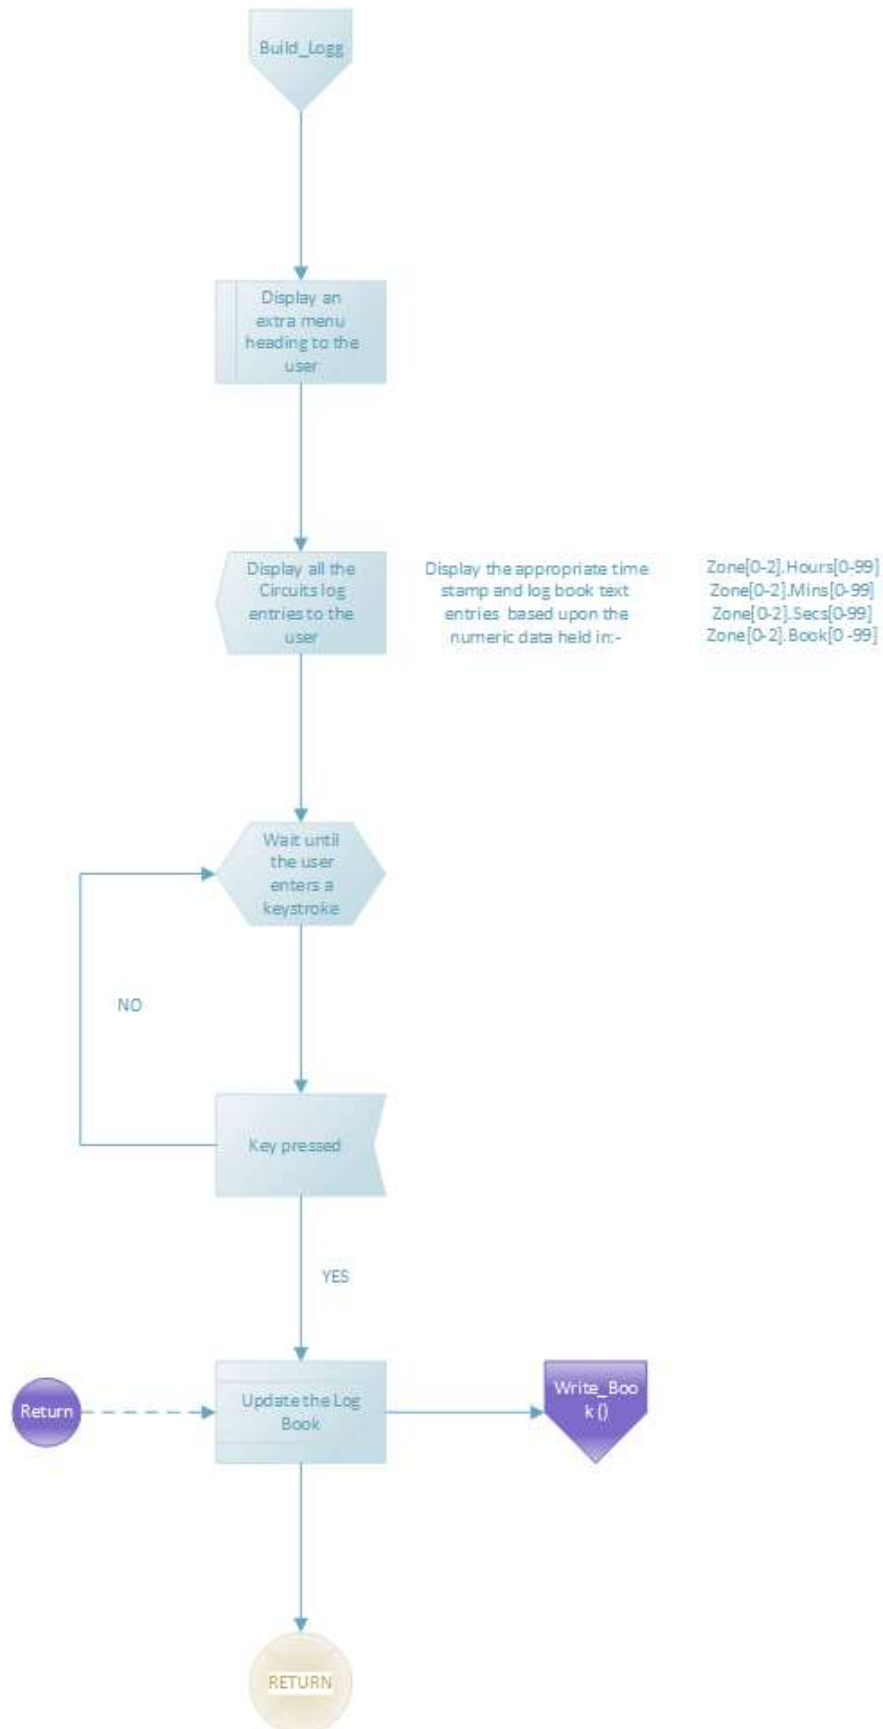 Build_Logg
Display an
extra menu
heading to the
user
Display all the
Circuits log
entries to the
user
Display the appropriate time
stamp and log book text
entries based upon the
numeric data held in:-
Zone[0-2].Hours[0-99]
Zone[0-2].Mins[0-99]
Zone[0-2].Secs[0-99]
Zone[0-2].Book[0 -99]
Wait until
the user
enters a
keystroke
NO
Key pressed
YES
Return
Update the Log
Book
Write_Boo
k ()
RETURN